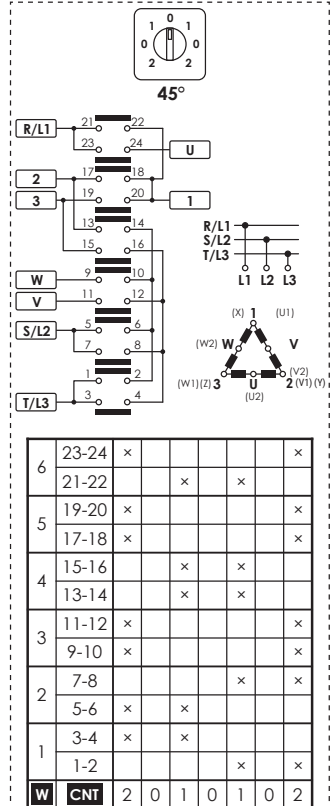 0
1 1
0 0
2 2
45°
R/L1 21 22
23 24 U
2 17 18
3 19 20 1
13 14
15 16
R/L1
S/L2
T/L3
L1 L2 L3
W 9 10
V 11 12
S/L2 5 6
7 8
1 2
T/L3 3 4
(X) 1 (U1)
(W2) W V
(V2)
(W1)(Z) 3 U 2 (V1)(Y)
(U2)
6 23-24 × ×
21-22 × ×
5 19-20 × ×
17-18 × ×
4 15-16 × ×
13-14 × ×
3 11-12 × ×
9-10 × ×
2 7-8 × ×
5-6 × ×
1 3-4 × ×
1-2 × ×
W CNT 2 0 1 0 1 0 2